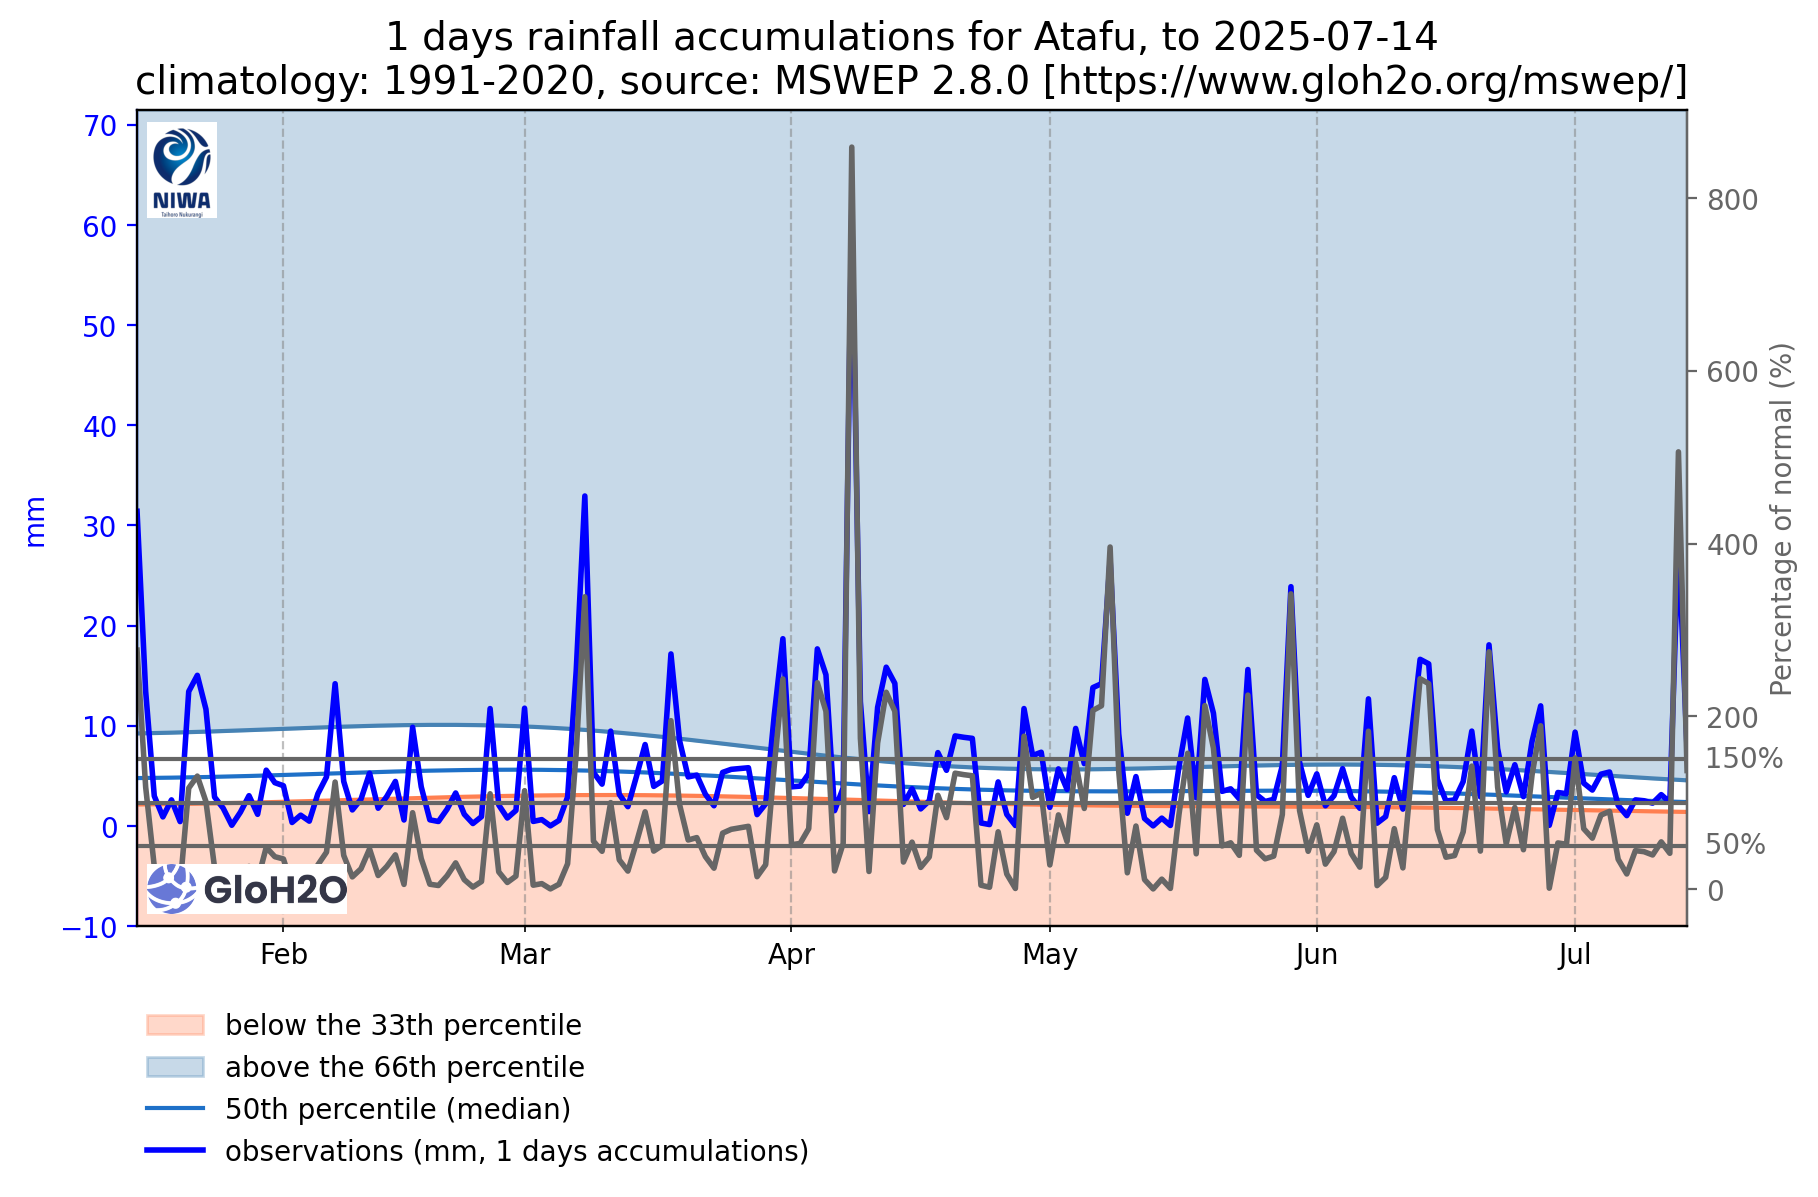 1 days rainfall accumulations for Atafu, to 2025-07-14
climatology: 1991-2020, source: MSWEP 2.8.0 [https://www.gloh2o.org/mswep/]
70
60
50
40
30
20
10
0
−10
mm
NIWA
Taihoro Nukurangi
GloH2O
800
600
400
200
150%
50%
0
Percentage of normal (%)
Feb
Mar
Apr
May
Jun
Jul
below the 33th percentile
above the 66th percentile
50th percentile (median)
observations (mm, 1 days accumulations)